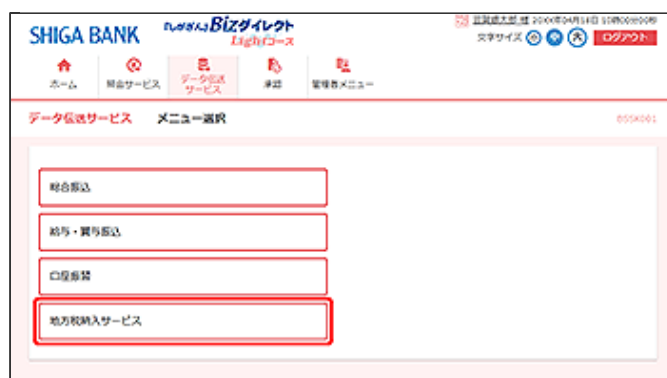 SHIGA BANK
しがぎんBizダイレクト
Lightコース
文字サイズ 小 中 大 ログアウト
ホーム
照会サービス
データ伝送
サービス
承認
管理者メニュー
データ伝送サービス メニュー選択
BSSK001
総合振込
給与・賞与振込
口座振替
地方税納入サービス